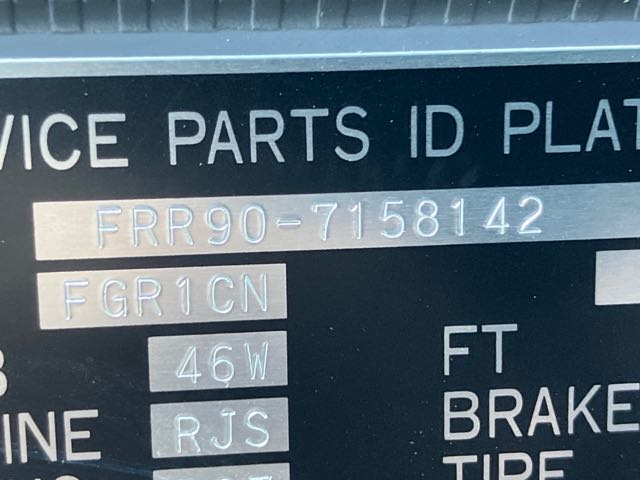 VICE PARTS ID PLAT
FRR90-7158142
FGR1CN
46W FT
INE RJS BRAKE
TIRE